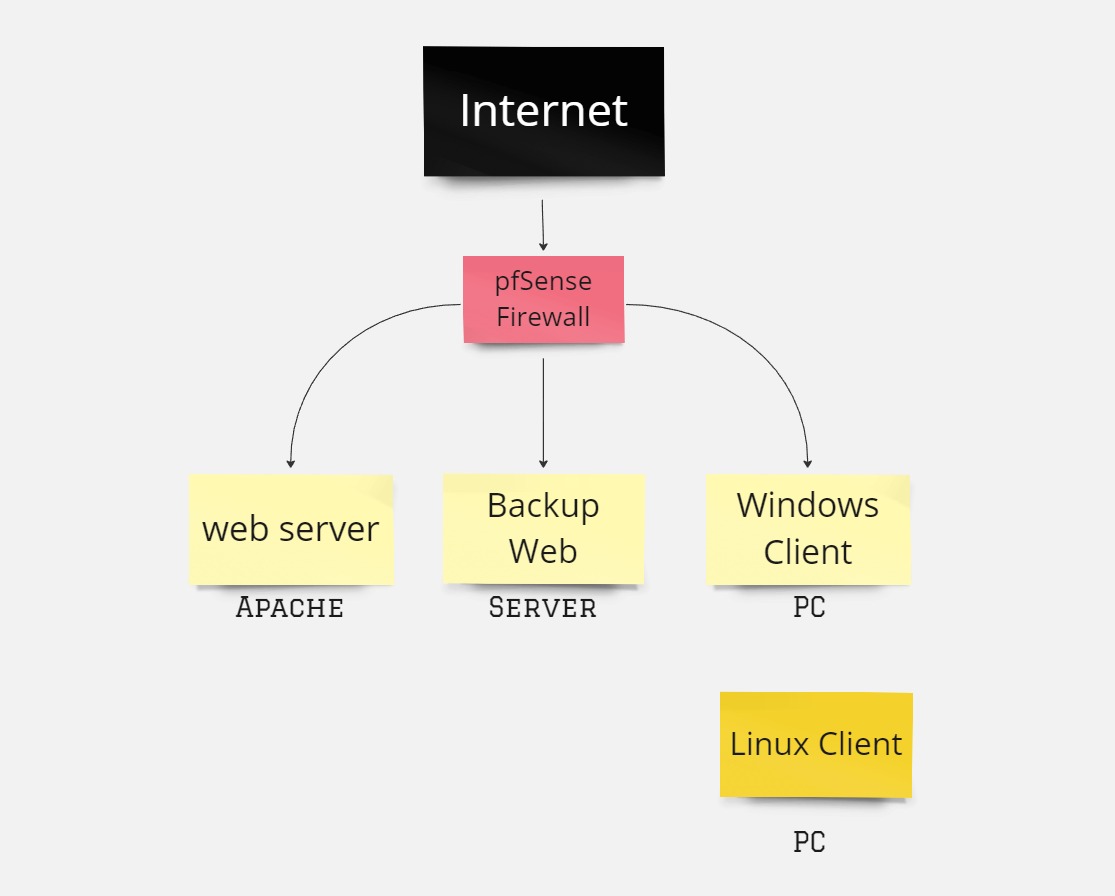 Internet
pfSense
Firewall
web server
APACHE
Backup
Web
SERVER
Windows
Client
PC
Linux Client
PC